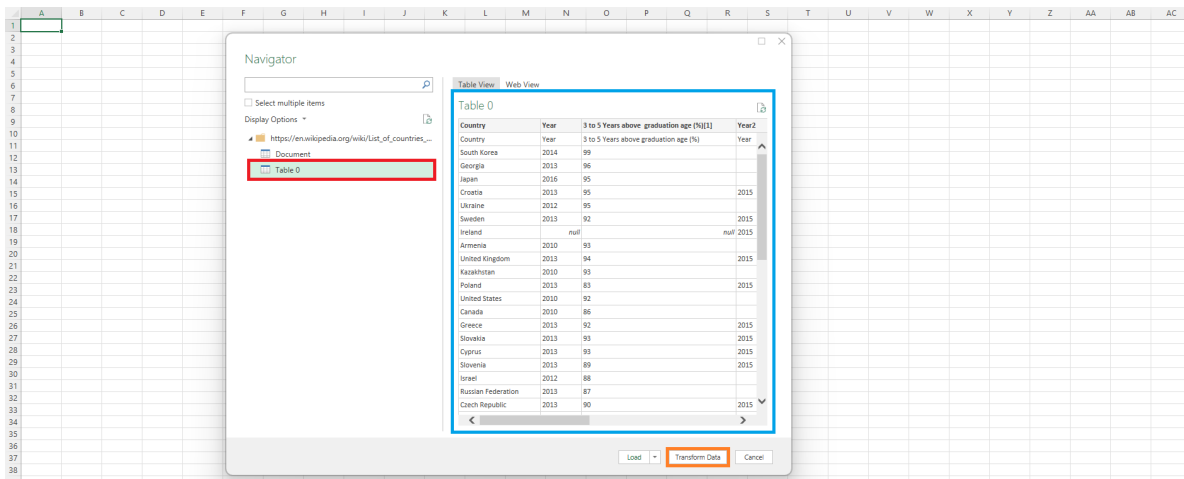 A B C D E F G H I J K L M N O P Q R S T U V W X Y Z AA AB AC
1
2
3
4
5
6
7
8
9
10
11
12
13
14
15
16
17
18
19
20
21
22
23
24
25
26
27
28
29
30
31
32
33
34
35
36
37
38
Navigator
Select multiple items
Display Options
https://en.wikipedia.org/wiki/List_of_countries_...
Document
Table 0
Table View Web View
Table 0
Country Year 3 to 5 Years above graduation age (%)[1] Year2
Country Year 3 to 5 Years above graduation age (%) Year
South Korea 2014 99
Georgia 2013 96
Japan 2016 95
Croatia 2013 95 2015
Ukraine 2012 95
Sweden 2013 92 2015
Ireland null null 2015
Armenia 2010 93
United Kingdom 2013 94 2015
Kazakhstan 2010 93
Poland 2013 83 2015
United States 2010 92
Canada 2010 86
Greece 2013 92 2015
Slovakia 2013 93 2015
Cyprus 2013 93 2015
Slovenia 2013 89 2015
Israel 2012 88
Russian Federation 2013 87
Czech Republic 2013 90 2015
Load Transform Data Cancel